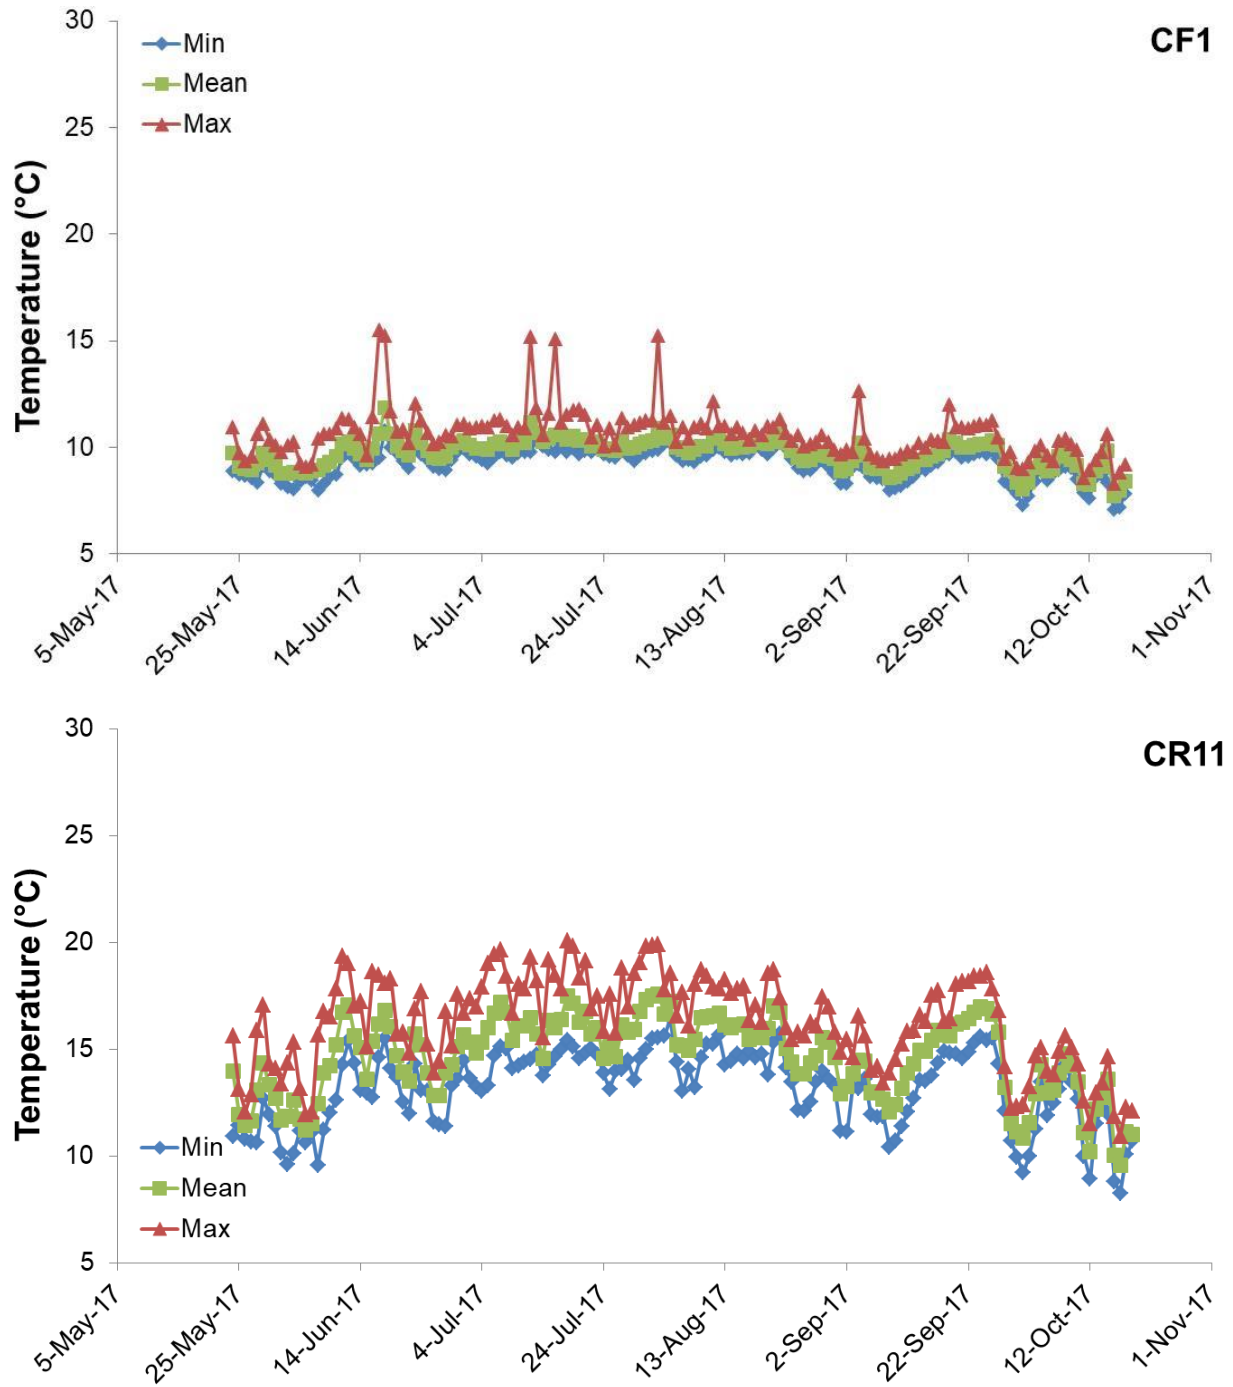 30
CF1
Min
Mean
Max
25
20
15
10
5
Temperature (°C)
5-May-17
25-May-17
14-Jun-17
4-Jul-17
24-Jul-17
13-Aug-17
2-Sep-17
22-Sep-17
12-Oct-17
1-Nov-17
30
CR11
25
20
15
10
5
Temperature (°C)
Min
Mean
Max
5-May-17
25-May-17
14-Jun-17
4-Jul-17
24-Jul-17
13-Aug-17
2-Sep-17
22-Sep-17
12-Oct-17
1-Nov-17